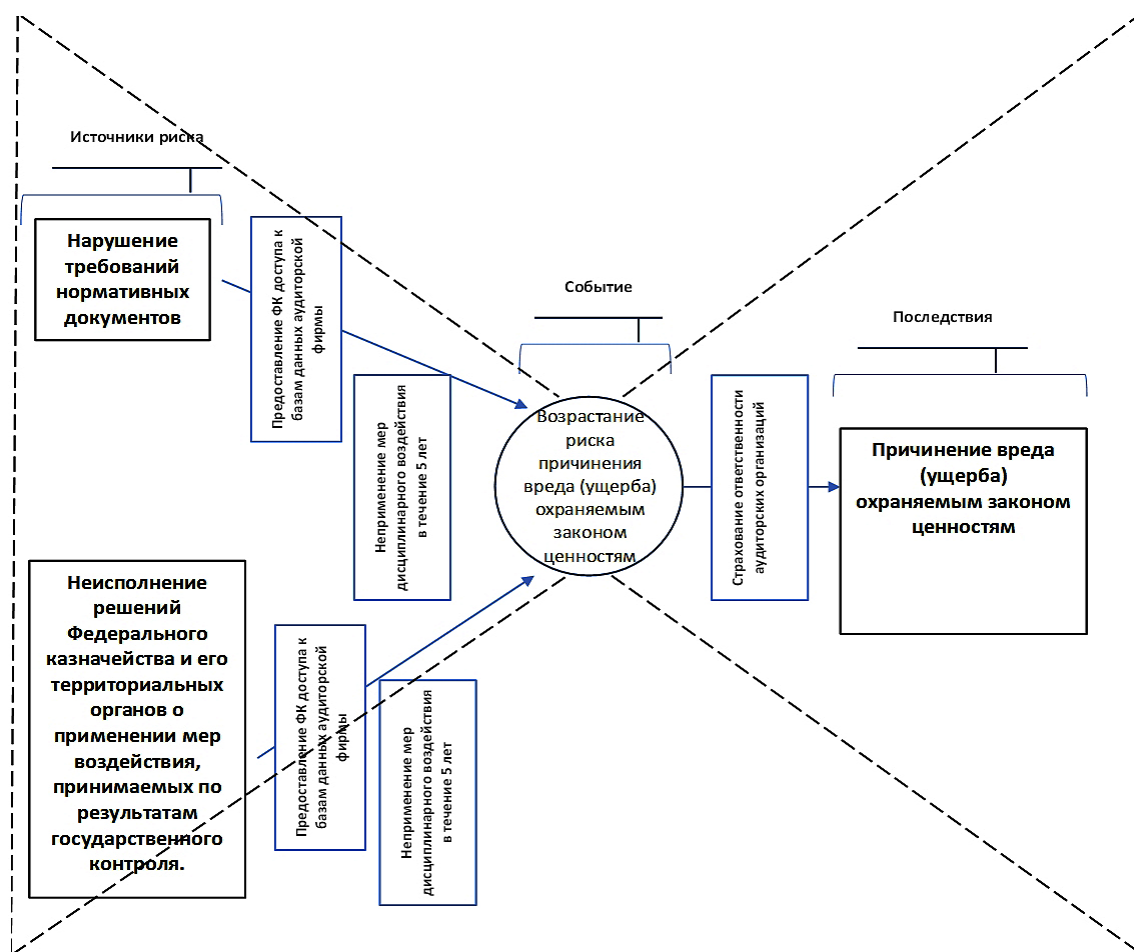 Источники риска
Нарушение
требований
нормативных
документов
Предоставление ФК доступа к
базам данных аудиторской
фирмы
Неприменение мер
дисциплинарного воздействия
в течение 5 лет
Неисполнение
решений
Федерального
казначейства и его
территориальных
органов о
применении мер
воздействия,
принимаемых по
результатам
государственного
контроля.
Предоставление ФК доступа к
базам данных аудиторской
фирмы
Неприменение мер
дисциплинарного воздействия
в течение 5 лет
Событие
Возрастание
риска
причинения
вреда (ущерба)
охраняемым
законом
ценностям
Страхование ответственности
аудиторских организаций
Последствия
Причинение вреда
(ущерба)
охраняемым законом
ценностям